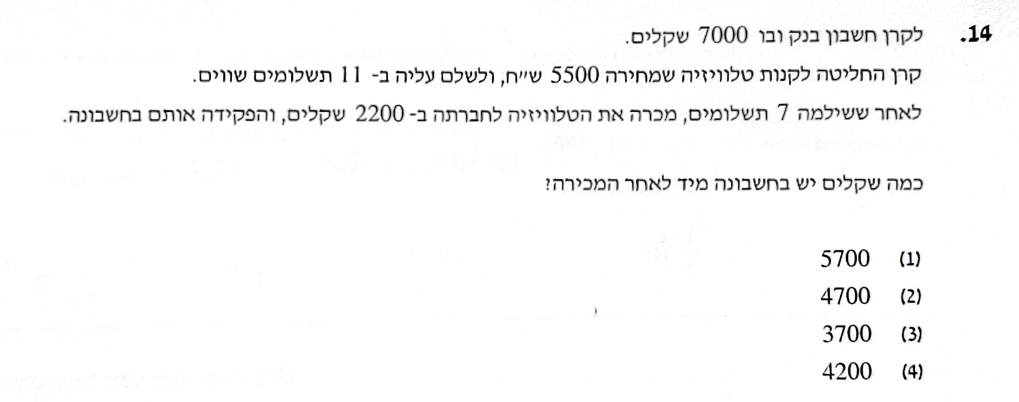 14. לקרן חשבון בנק ובו 7000 שקלים.
קרן החליטה לקנות טלוויזיה שמחירה 5500 ש״ח, ולשלם עליה ב- 11 תשלומים שווים.
לאחר ששילמה 7 תשלומים, מכרה את הטלוויזיה לחברתה ב- 2200 שקלים, והפקידה אותם בחשבונה.
כמה שקלים יש בחשבונה מיד לאחר המכירה?
(1) 5700
(2) 4700
(3) 3700
(4) 4200